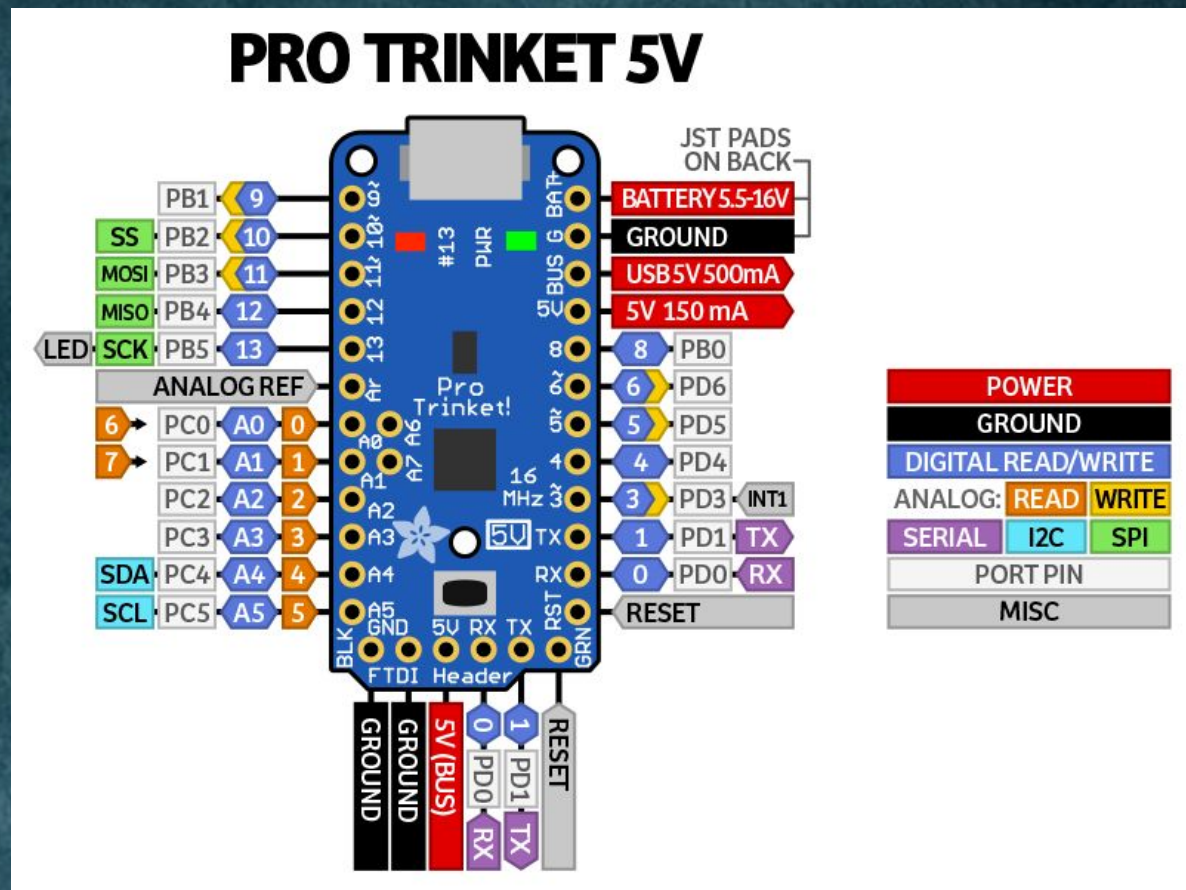 PRO TRINKET 5V
JST PADS
ON BACK
PB1 9 9~ BAT+ BATTERY 5.5-16V
SS PB2 10 10~ #13 PWR G GROUND
MOSI PB3 11 11~ BUS USB 5V 500mA
MISO PB4 12 12 5V 5V 150 mA
LED SCK PB5 13 13 8 8 PB0
ANALOG REF Ar Pro 6~ 6 PD6
Trinket!
6 PC0 A0 0 A0 A6 5~ 5 PD5
7 PC1 A1 1 A1 A7 4 4 PD4
PC2 A2 2 A2 16 MHz 3~ 3 PD3 INT1
PC3 A3 3 A3 5V TX 1 PD1 TX
SDA PC4 A4 4 A4 RX 0 PD0 RX
SCL PC5 A5 5 A5 RST RESET
GND 5V RX TX
BLK GRN
FTDI Header
GROUND
GROUND
5V (BUS)
0 PD0 RX
1 PD1 TX
RESET
POWER
GROUND
DIGITAL READ/WRITE
ANALOG: READ WRITE
SERIAL I2C SPI
PORT PIN
MISC